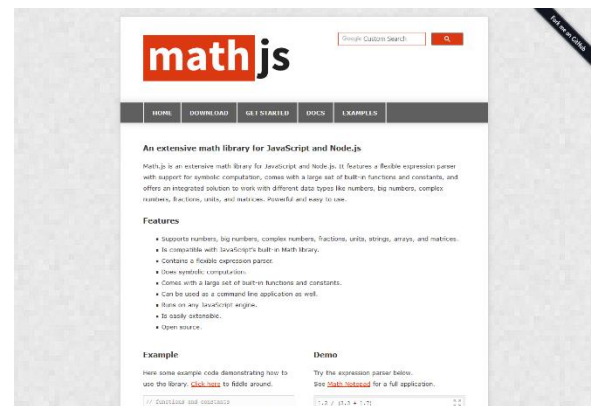 Fork me on GitHub
mathjs
Google Custom Search
HOME DOWNLOAD GET STARTED DOCS EXAMPLES
An extensive math library for JavaScript and Node.js
Math.js is an extensive math library for JavaScript and Node.js. It features a flexible expression parser
with support for symbolic computation, comes with a large set of built-in functions and constants, and
offers an integrated solution to work with different data types like numbers, big numbers, complex
numbers, fractions, units, and matrices. Powerful and easy to use.
Features
• Supports numbers, big numbers, complex numbers, fractions, units, strings, arrays, and matrices.
• Is compatible with JavaScript's built-in Math library.
• Contains a flexible expression parser.
• Does symbolic computation.
• Comes with a large set of built-in functions and constants.
• Can be used as a command line application as well.
• Runs on any JavaScript engine.
• Is easily extensible.
• Open source.
Example
Here some example code demonstrating how to
use the library. Click here to fiddle around.
// functions and constants
Demo
Try the expression parser below.
See Math Notepad for a full application.
1.2 / (3.3 + 1.7)